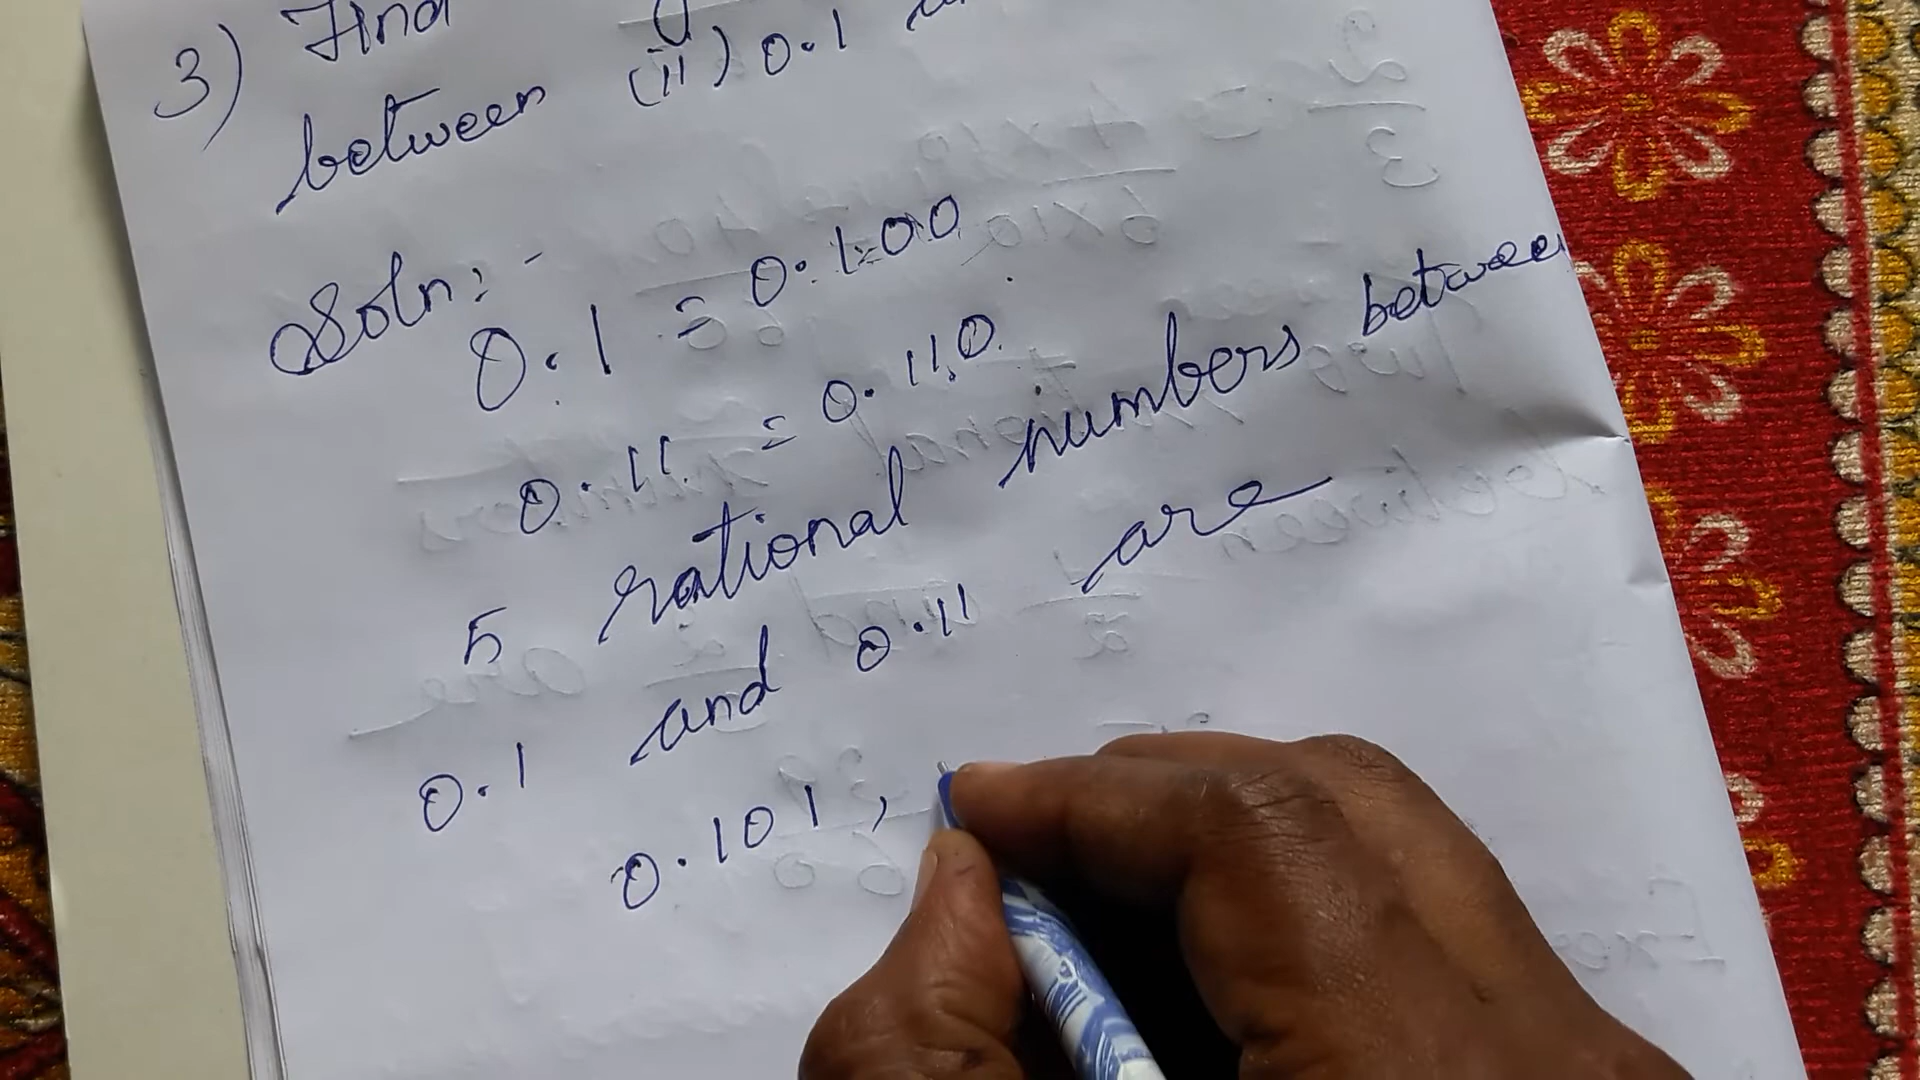 3) Find
between (ii) 0.1
Soln:-
0.1 = 0.100
0.11 = 0.110
5 rational numbers between
0.1 and 0.11 are
0.101,